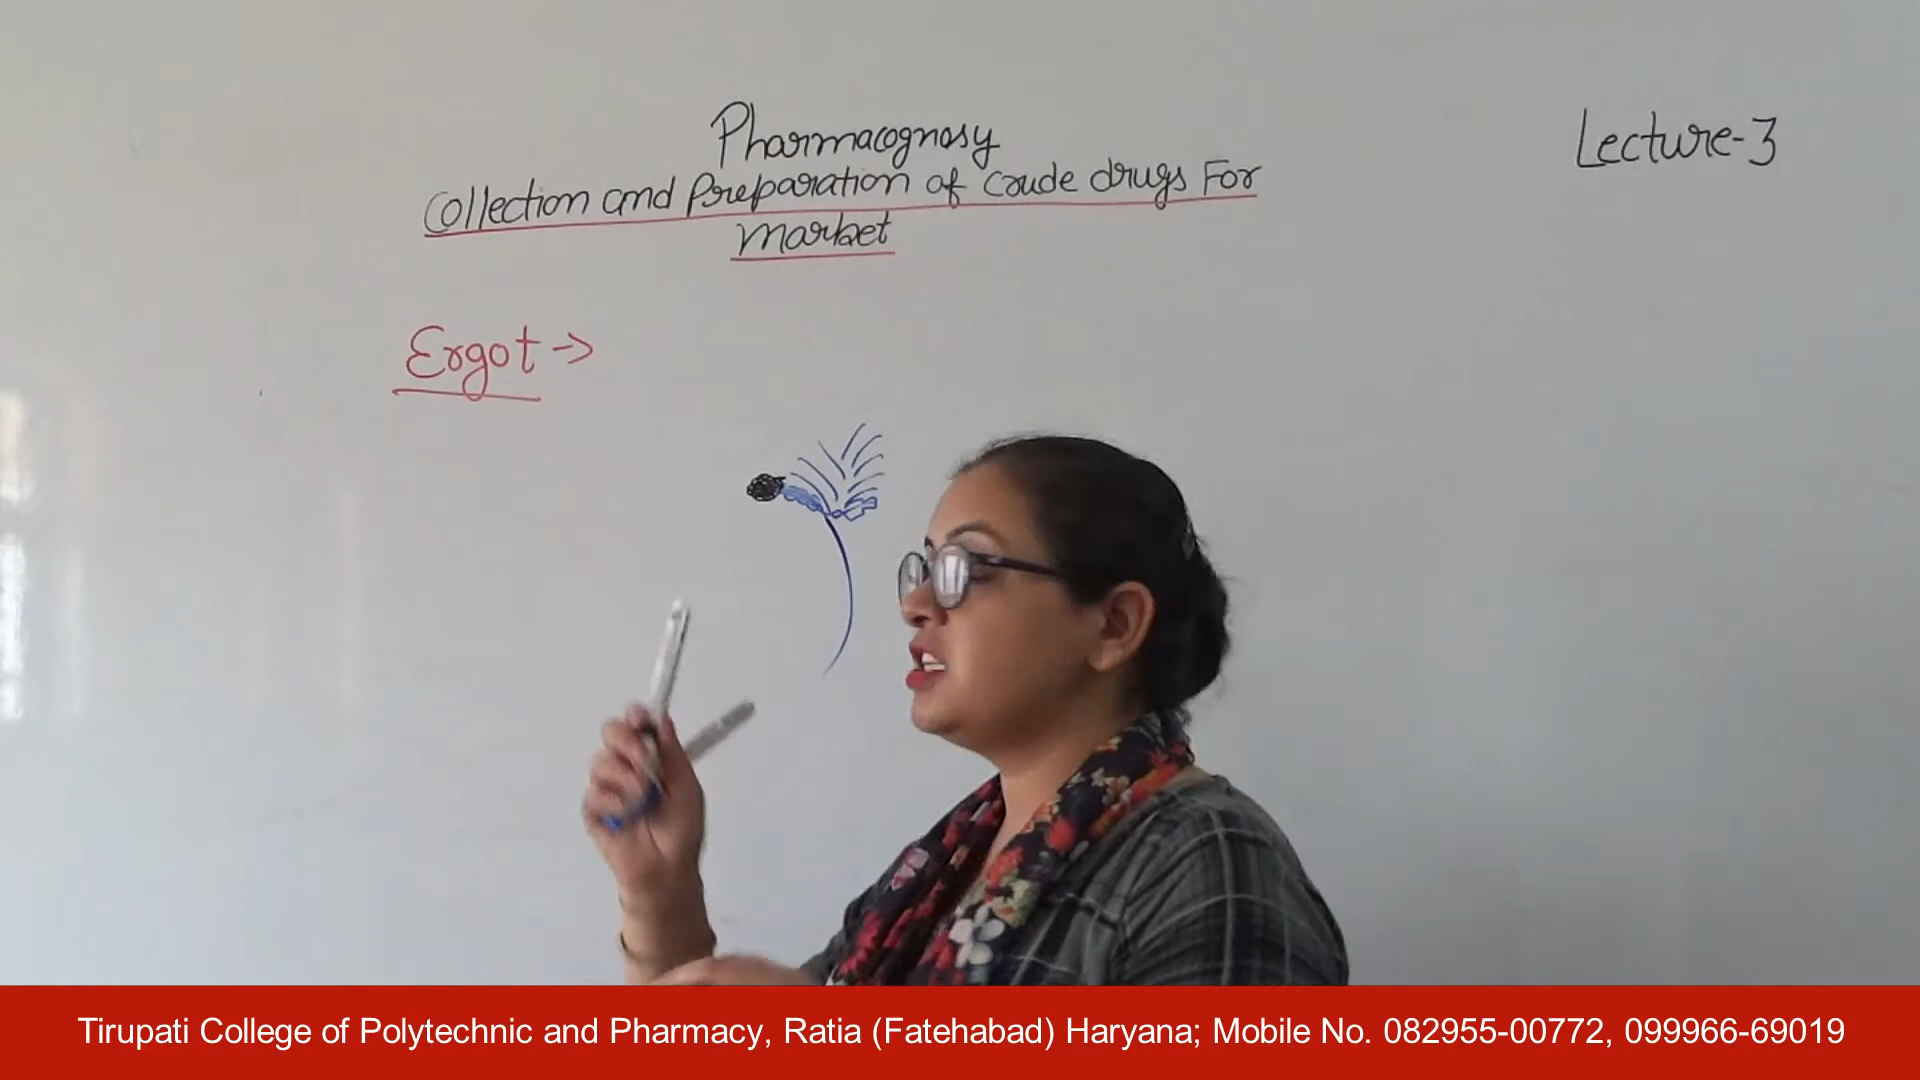 Pharmacognosy
Lecture-3
Collection and Preparation of crude drugs For
market
Ergot →
Tirupati College of Polytechnic and Pharmacy, Ratia (Fatehabad) Haryana; Mobile No. 082955-00772, 099966-69019